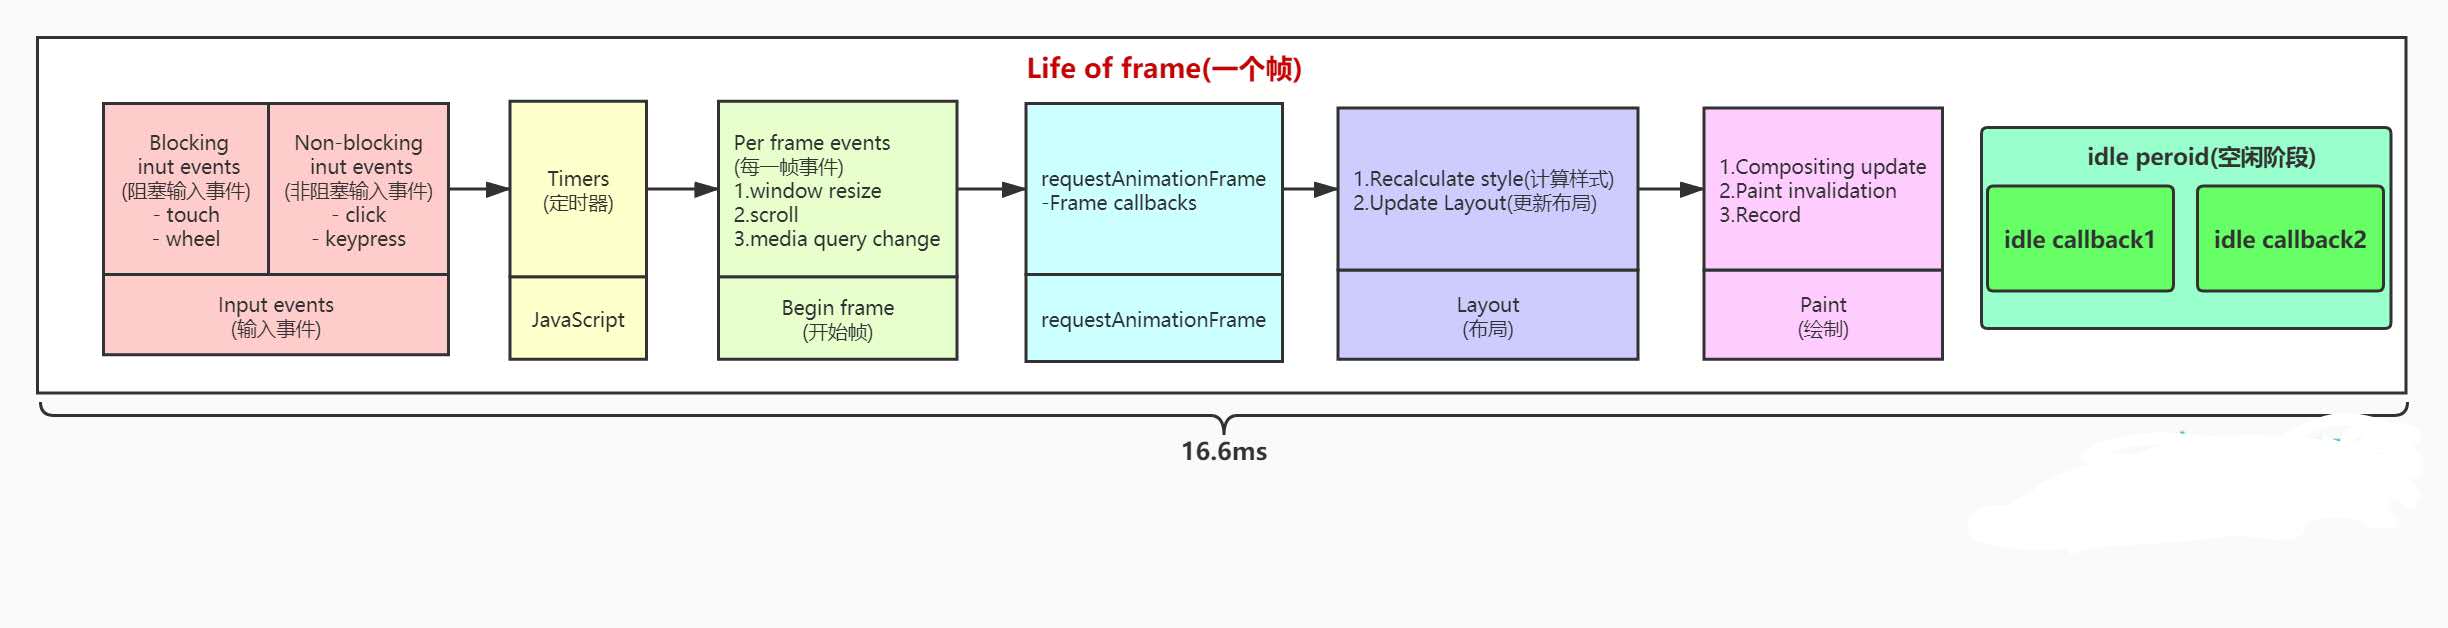 Life of frame(一个帧)
Blocking
inut events
(阻塞输入事件)
- touch
- wheel
Non-blocking
inut events
(非阻塞输入事件)
- click
- keypress
Input events
(输入事件)
Timers
(定时器)
JavaScript
Per frame events
(每一帧事件)
1.window resize
2.scroll
3.media query change
Begin frame
(开始帧)
requestAnimationFrame
-Frame callbacks
requestAnimationFrame
1.Recalculate style(计算样式)
2.Update Layout(更新布局)
Layout
(布局)
1.Compositing update
2.Paint invalidation
3.Record
Paint
(绘制)
idle peroid(空闲阶段)
idle callback1
idle callback2
16.6ms